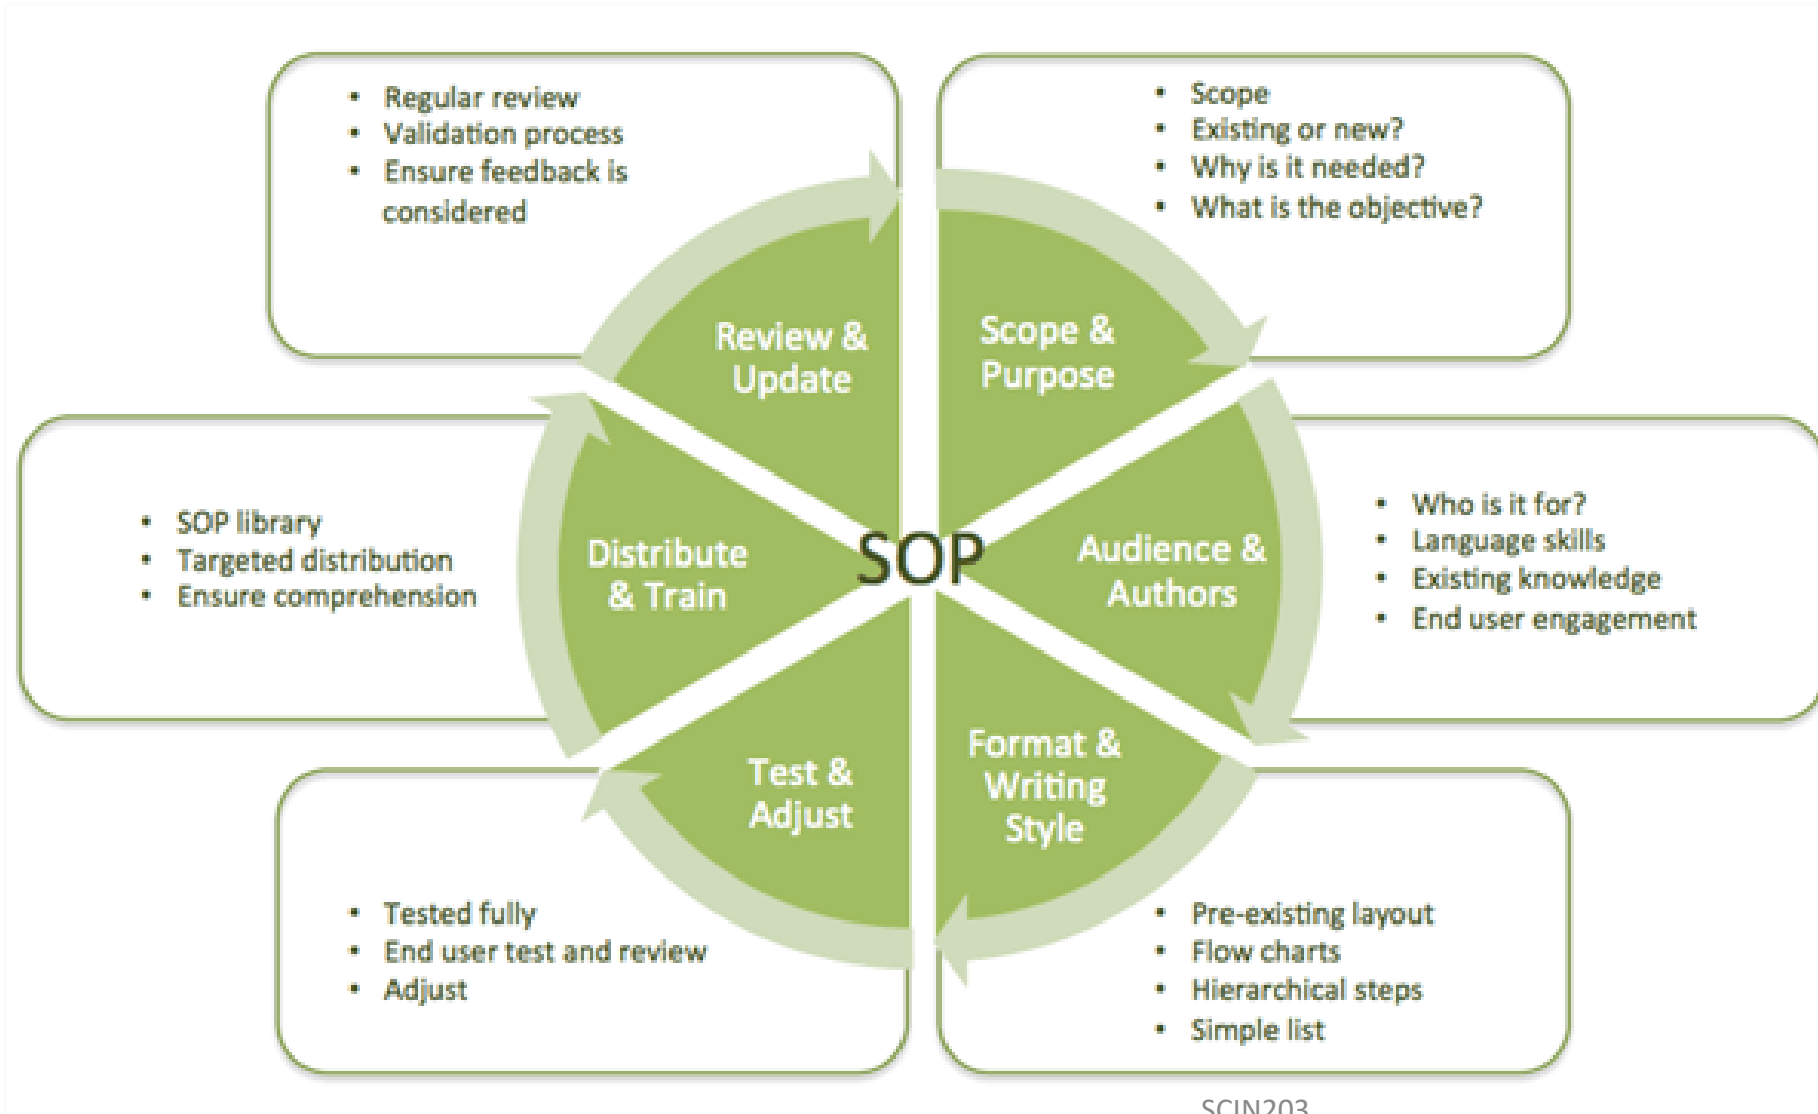 • Regular review
• Validation process
• Ensure feedback is
considered
• Scope
• Existing or new?
• Why is it needed?
• What is the objective?
Review &
Update
Scope &
Purpose
• SOP library
• Targeted distribution
• Ensure comprehension
Distribute
& Train
SOP
Audience &
Authors
• Who is it for?
• Language skills
• Existing knowledge
• End user engagement
Test &
Adjust
Format &
Writing
Style
• Tested fully
• End user test and review
• Adjust
• Pre-existing layout
• Flow charts
• Hierarchical steps
• Simple list
SCIN203